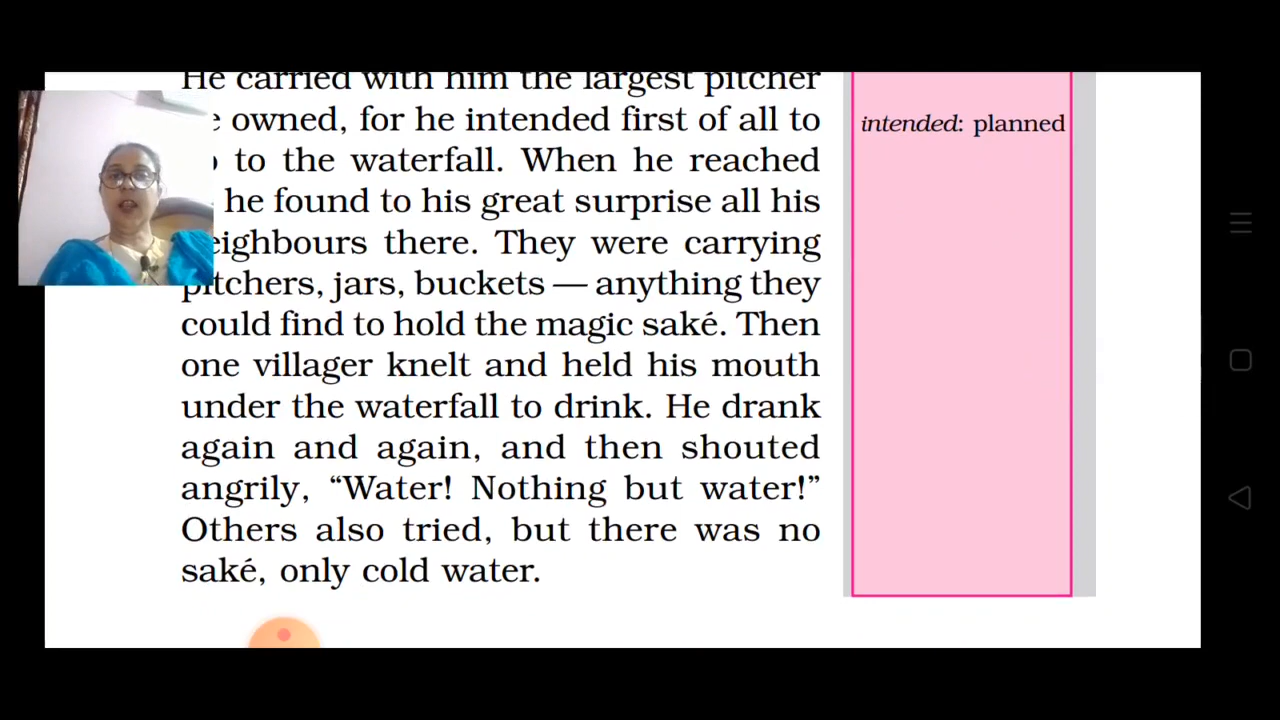 He carried with him the largest pitcher
owned, for he intended first of all to
to the waterfall. When he reached
he found to his great surprise all his
neighbours there. They were carrying
pitchers, jars, buckets — anything they
could find to hold the magic saké. Then
one villager knelt and held his mouth
under the waterfall to drink. He drank
again and again, and then shouted
angrily, “Water! Nothing but water!”
Others also tried, but there was no
saké, only cold water.
intended: planned